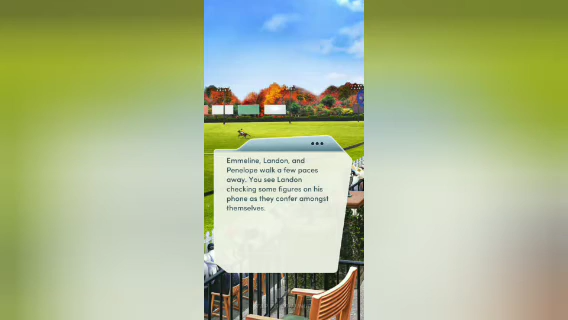 Emmeline, Landon, and
Penelope walk a few paces
away. You see Landon
checking some figures on his
phone as they confer amongst
themselves.